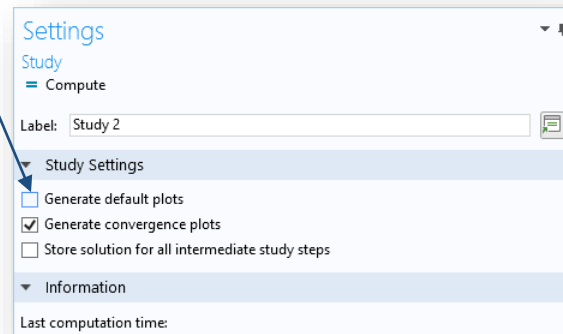 Settings
Study
= Compute
Label: Study 2
Study Settings
Generate default plots
Generate convergence plots
Store solution for all intermediate study steps
Information
Last computation time: